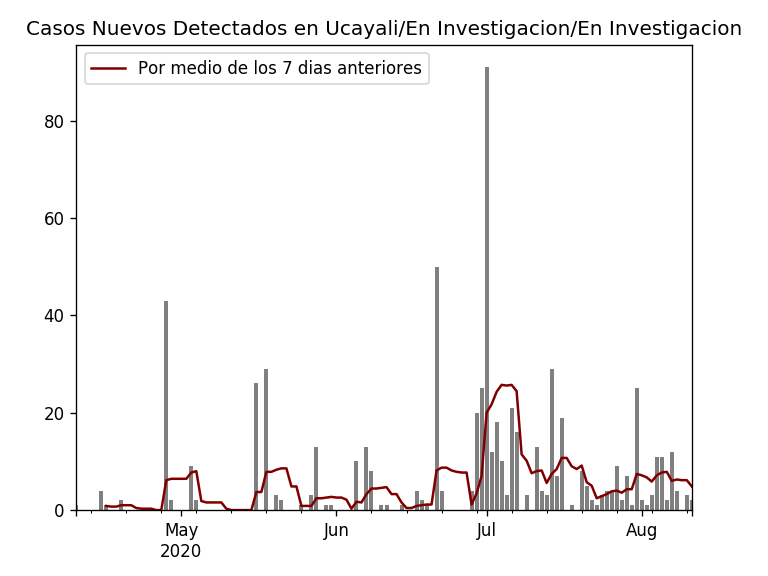 Casos Nuevos Detectados en Ucayali/En Investigacion/En Investigacion
Por medio de los 7 dias anteriores
80
60
40
20
0
May Jun Jul Aug
2020